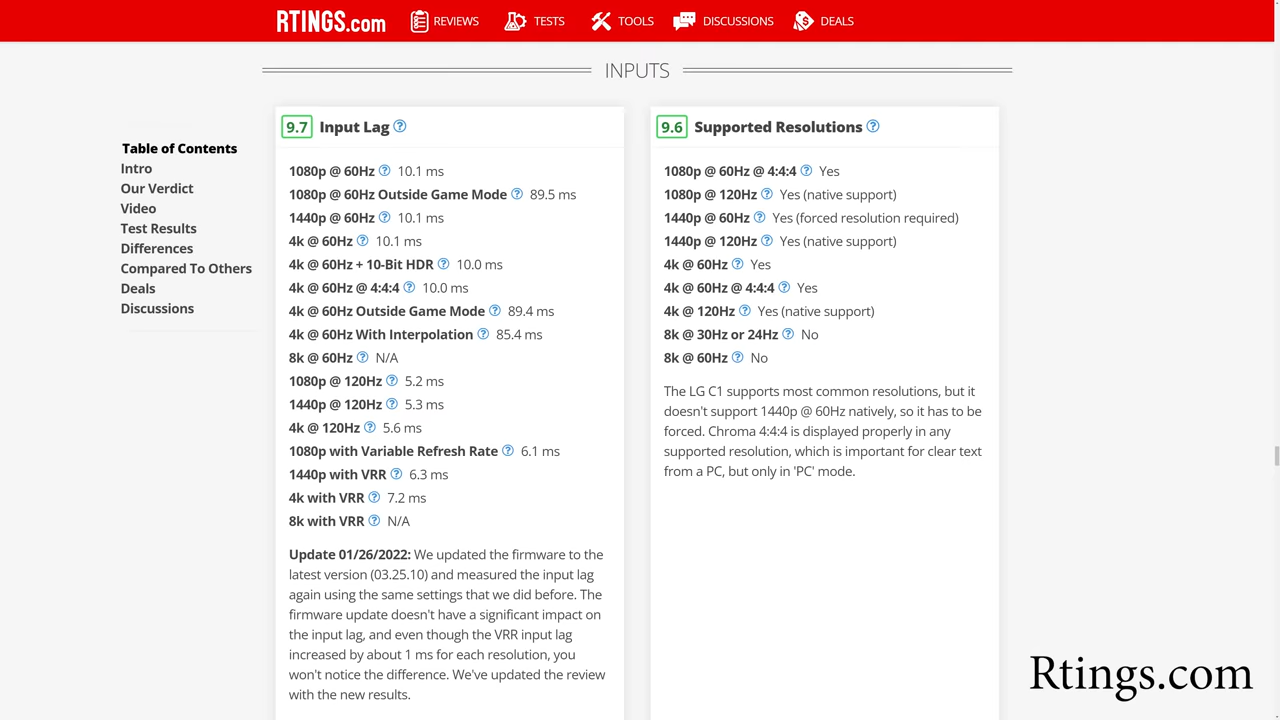 RTINGS.com REVIEWS TESTS TOOLS DISCUSSIONS DEALS
INPUTS
Table of Contents
Intro
Our Verdict
Video
Test Results
Differences
Compared To Others
Deals
Discussions
9.7 Input Lag ?
1080p @ 60Hz ? 10.1 ms
1080p @ 60Hz Outside Game Mode ? 89.5 ms
1440p @ 60Hz ? 10.1 ms
4k @ 60Hz ? 10.1 ms
4k @ 60Hz + 10-Bit HDR ? 10.0 ms
4k @ 60Hz @ 4:4:4 ? 10.0 ms
4k @ 60Hz Outside Game Mode ? 89.4 ms
4k @ 60Hz With Interpolation ? 85.4 ms
8k @ 60Hz ? N/A
1080p @ 120Hz ? 5.2 ms
1440p @ 120Hz ? 5.3 ms
4k @ 120Hz ? 5.6 ms
1080p with Variable Refresh Rate ? 6.1 ms
1440p with VRR ? 6.3 ms
4k with VRR ? 7.2 ms
8k with VRR ? N/A
Update 01/26/2022: We updated the firmware to the
latest version (03.25.10) and measured the input lag
again using the same settings that we did before. The
firmware update doesn't have a significant impact on
the input lag, and even though the VRR input lag
increased by about 1 ms for each resolution, you
won't notice the difference. We've updated the review
with the new results.
9.6 Supported Resolutions ?
1080p @ 60Hz @ 4:4:4 ? Yes
1080p @ 120Hz ? Yes (native support)
1440p @ 60Hz ? Yes (forced resolution required)
1440p @ 120Hz ? Yes (native support)
4k @ 60Hz ? Yes
4k @ 60Hz @ 4:4:4 ? Yes
4k @ 120Hz ? Yes (native support)
8k @ 30Hz or 24Hz ? No
8k @ 60Hz ? No
The LG C1 supports most common resolutions, but it
doesn't support 1440p @ 60Hz natively, so it has to be
forced. Chroma 4:4:4 is displayed properly in any
supported resolution, which is important for clear text
from a PC, but only in 'PC' mode.
Rtings.com